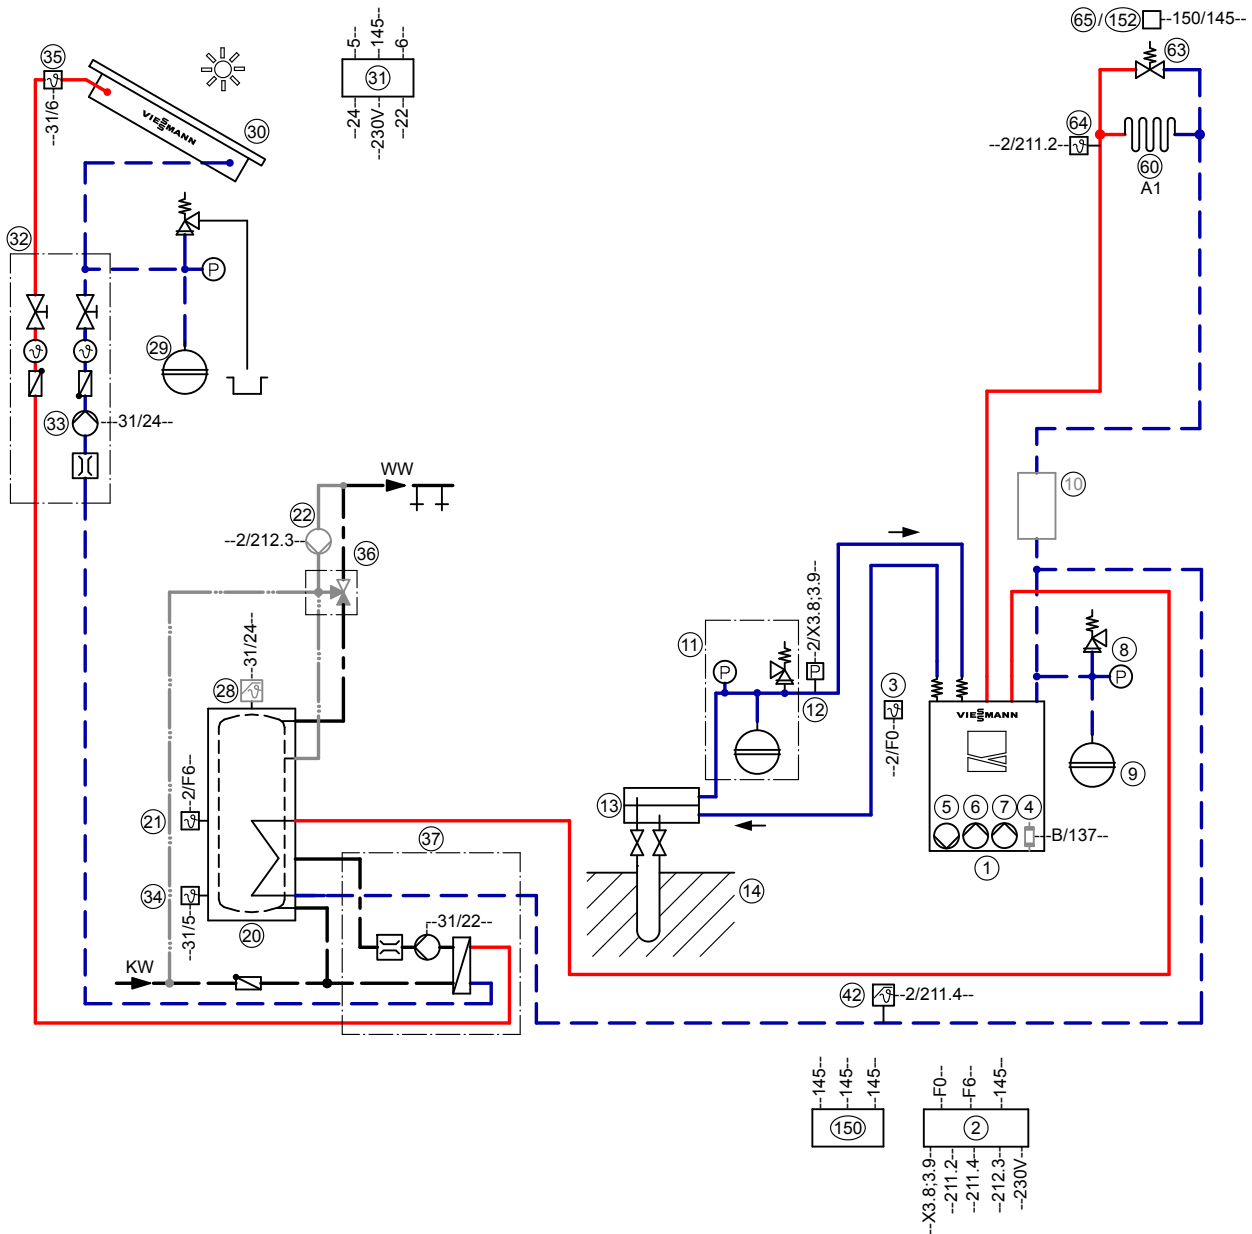 65 / 152 --150/145--
35
--5--
--145--
--6--
31
--24--
--230V--
--22--
63
--31/6--
VIESSMANN
30
64
--2/211.2--
60
A1
32
P
29
33
---31/24--
WW
10
22
--2/212.3--
36
--2/X3.8;3.9--
11
P
P
12
3
--2/F0--
8
P
--31/24--
28
VIESSMANN
9
--2/F6--
21
13
5
6
7
4
---B/137--
1
37
34
--31/5--
20
14
--31/22--
KW
42
--2/211.4--
--145--
--145--
--145--
150
--F0--
--F6--
--145--
2
--X3.8;3.9--
--211.2--
--211.4--
--212.3--
--230V--